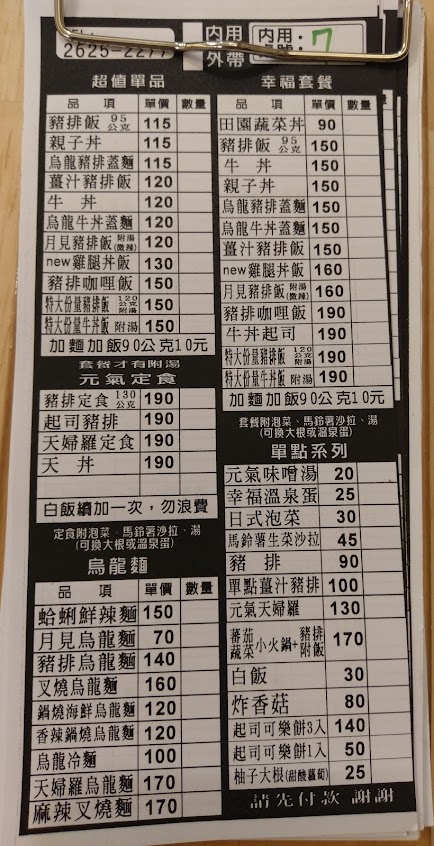 2625-2277
內用
外帶
內用:
7
超值單品
品 項 單價 數量
豬排飯 95公克 115
親子丼 115
烏龍豬排蓋麵 115
薑汁豬排飯 120
牛 丼 120
烏龍牛丼蓋麵 120
月見豬排飯 附湯(微辣) 120
new雞腿丼飯 130
豬排咖哩飯 150
特大份量豬排飯 120公克 附湯 150
特大份量牛丼飯 附湯 150
加麵加飯90公克10元
套餐才有附湯
元氣定食
豬排定食 130公克 190
起司豬排 190
天婦羅定食 190
天 丼 190
白飯續加一次,勿浪費
定食附泡菜、馬鈴薯沙拉、湯
(可換大根或溫泉蛋)
烏龍麵
品 項 單價 數量
蛤蜊鮮辣麵 150
月見烏龍麵 70
豬排烏龍麵 140
叉燒烏龍麵 160
鍋燒海鮮烏龍麵 120
香辣鍋燒烏龍麵 120
烏龍冷麵 100
天婦羅烏龍麵 170
麻辣叉燒麵 170
幸福套餐
品 項 單價 數量
田園蔬菜丼 90
豬排飯 95公克 150
牛 丼 150
親子丼 150
烏龍豬排蓋麵 150
烏龍牛丼蓋麵 150
薑汁豬排飯 150
new雞腿丼飯 160
月見豬排飯 附湯(微辣) 160
豬排咖哩飯 190
牛丼起司 190
特大份量豬排飯 120公克 附湯 190
特大份量牛丼飯 附湯 190
加麵加飯90公克10元
套餐附泡菜、馬鈴薯沙拉、湯
(可換大根或溫泉蛋)
單點系列
元氣味噌湯 20
幸福溫泉蛋 25
日式泡菜 30
馬鈴薯生菜沙拉 45
豬 排 90
單點薑汁豬排 100
元氣天婦羅 130
蕃茄蔬菜小火鍋+豬排附飯 170
白飯 30
炸香菇 80
起司可樂餅3入 140
起司可樂餅1入 50
柚子大根(甜酸蘿蔔) 25
請先付款 謝謝